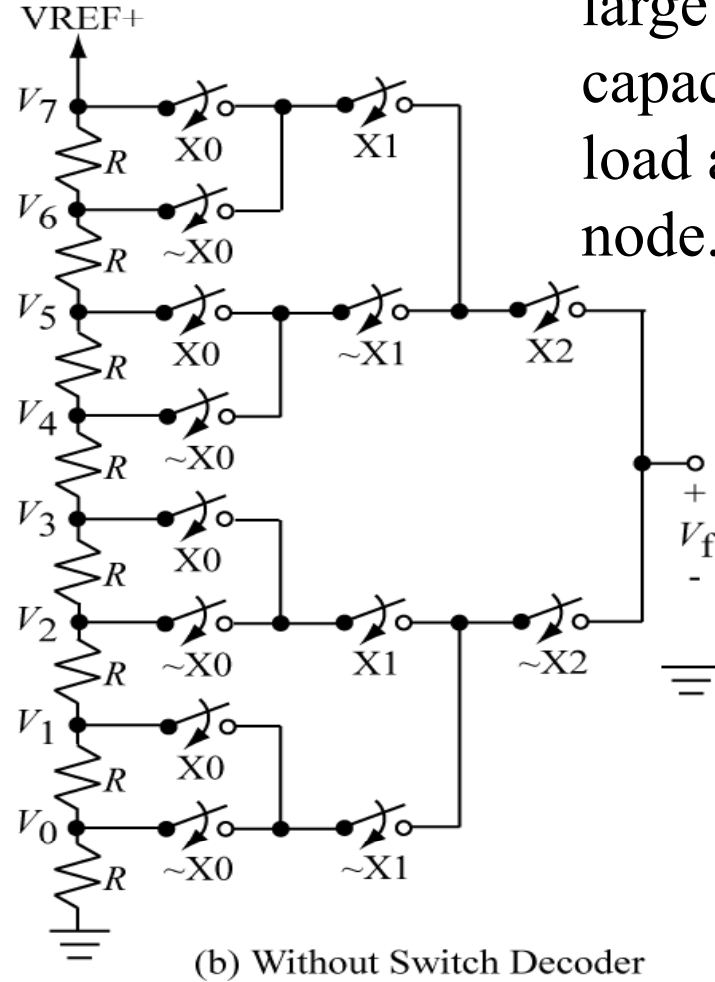 VREF+
large
V7
X0
X1
capac
R
load a
V6
~X0
node.
R
V5
X0
~X1
X2
R
V4
~X0
R
V3
X0
+
Vf
-
R
V2
~X0
X1
~X2
R
V1
X0
R
V0
~X0
~X1
R
(b) Without Switch Decoder